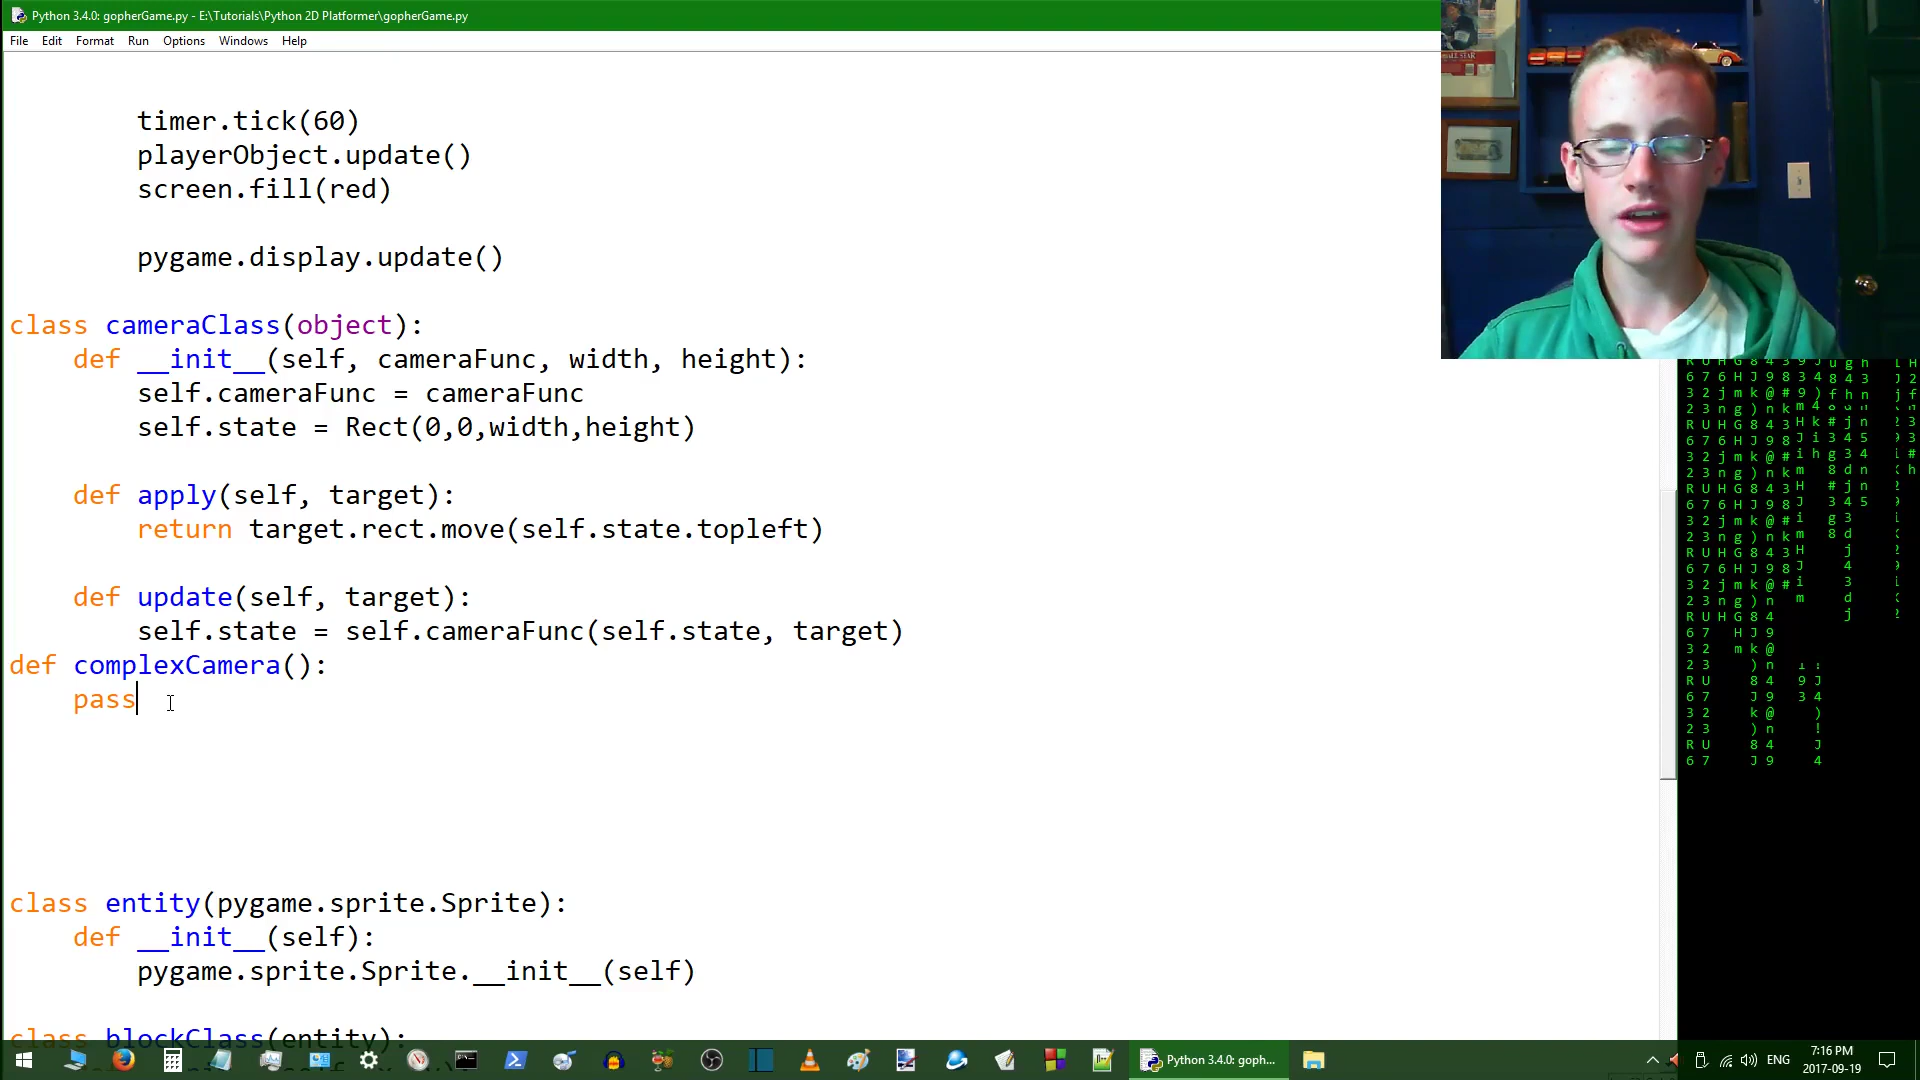 Python 3.4.0: gopherGame.py - E:\Tutorials\Python 2D Platformer\gopherGame.py
File Edit Format Run Options Windows Help
timer.tick(60)
playerObject.update()
screen.fill(red)
pygame.display.update()
class cameraClass(object):
def __init__(self, cameraFunc, width, height):
self.cameraFunc = cameraFunc
self.state = Rect(0,0,width,height)
def apply(self, target):
return target.rect.move(self.state.topleft)
def update(self, target):
self.state = self.cameraFunc(self.state, target)
def complexCamera():
pass
class entity(pygame.sprite.Sprite):
def __init__(self):
pygame.sprite.Sprite.__init__(self)
class blockClass(entity):
Python 3.4.0: goph...
ENG
7:16 PM
2017-09-19